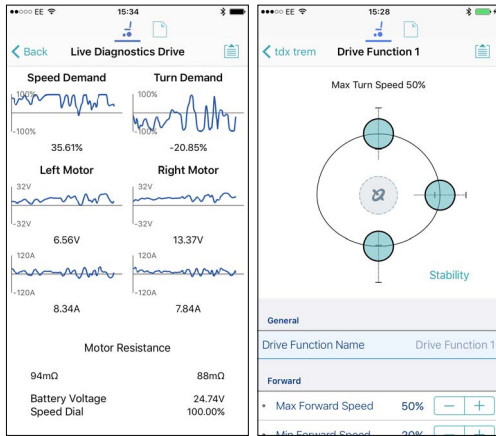 EE 15:34
Back Live Diagnostics Drive
Speed Demand Turn Demand
100% 100%
-100% -100%
35.61% -20.85%
Left Motor Right Motor
32V 32V
-32V -32V
6.56V 13.37V
120A 120A
-120A -120A
8.34A 7.84A
Motor Resistance
94mΩ 88mΩ
Battery Voltage 24.74V
Speed Dial 100.00%
EE 15:28
tdx trem Drive Function 1
Max Turn Speed 50%
Stability
General
Drive Function Name Drive Function 1
Forward
Max Forward Speed 50% — +
Min Forward Speed 20%